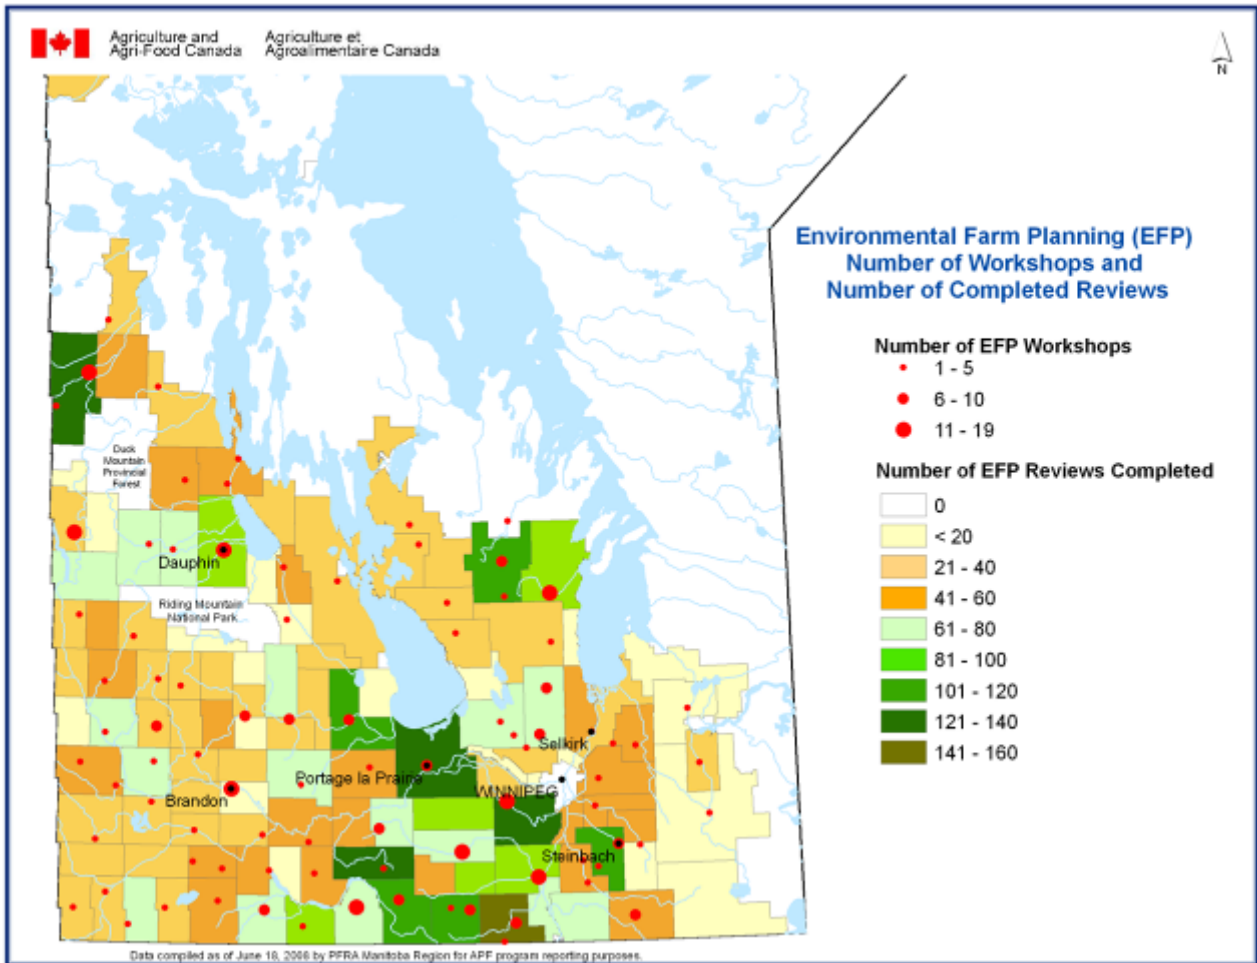 Agriculture and
Agri-Food Canada
Agriculture et
Agroalimentaire Canada
N
Environmental Farm Planning (EFP)
Number of Workshops and
Number of Completed Reviews
Number of EFP Workshops
1 - 5
6 - 10
11 - 19
Number of EFP Reviews Completed
0
< 20
21 - 40
41 - 60
61 - 80
81 - 100
101 - 120
121 - 140
141 - 160
Duck
Mountain
Provincial
Forest
Dauphin
Riding Mountain
National Park
Selkirk
Portage la Prairie
WINNIPEG
Brandon
Steinbach
Data compiled as of June 18, 2006 by PFRA Manitoba Region for APF program reporting purposes.